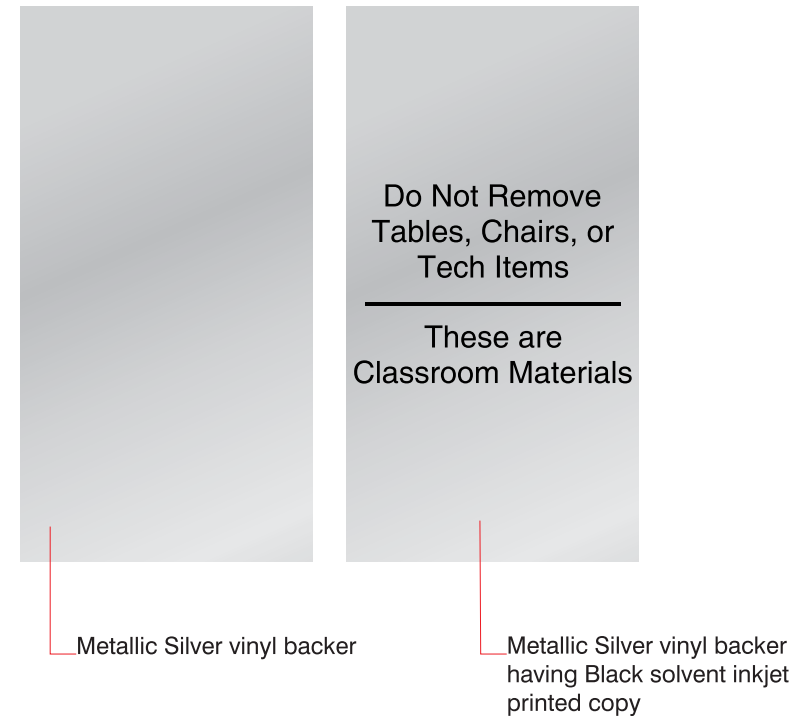 Do Not Remove
Tables, Chairs, or
Tech Items
These are
Classroom Materials
Metallic Silver vinyl backer
Metallic Silver vinyl backer
having Black solvent inkjet
printed copy